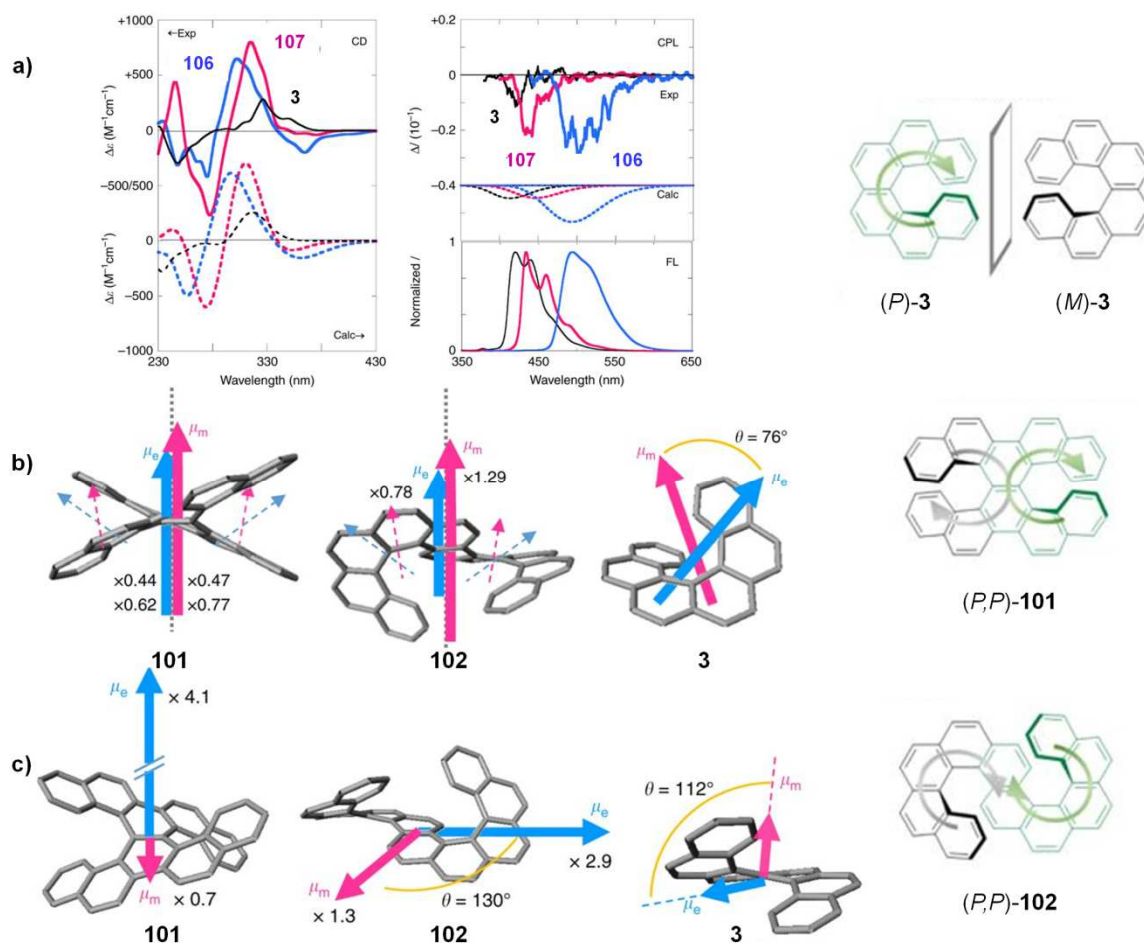 a)
←Exp
CD
106
107
3
Calc→
Δε (M⁻¹cm⁻¹)
+1000
+500
0
−500/500
0
−500
−1000
Δε (M⁻¹cm⁻¹)
230
330
430
Wavelength (nm)
CPL
Exp
3
107
106
Calc
FL
ΔI (10⁻¹)
+0.2
0
−0.2
−0.4
Normalized I
1
0
350
450
550
650
Wavelength (nm)
(P)-3
(M)-3
b)
μm
μe
×0.44
×0.47
×0.62
×0.77
101
μm
μe
×0.78
×1.29
102
μm
θ = 76°
μe
3
(P,P)-101
c)
μe
× 4.1
μm
× 0.7
101
μe
× 2.9
μm
× 1.3
θ = 130°
102
θ = 112°
μm
μe
3
(P,P)-102